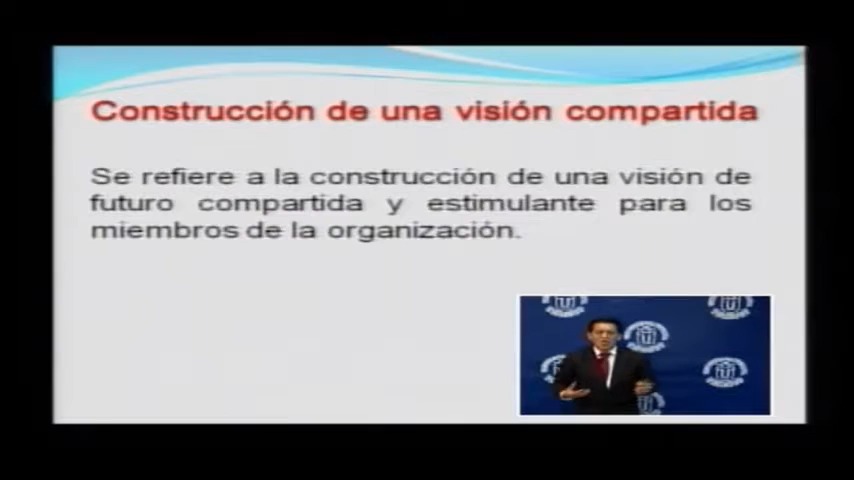 Construcción de una visión compartida
Se refiere a la construcción de una visión de
futuro compartida y estimulante para los
miembros de la organización.